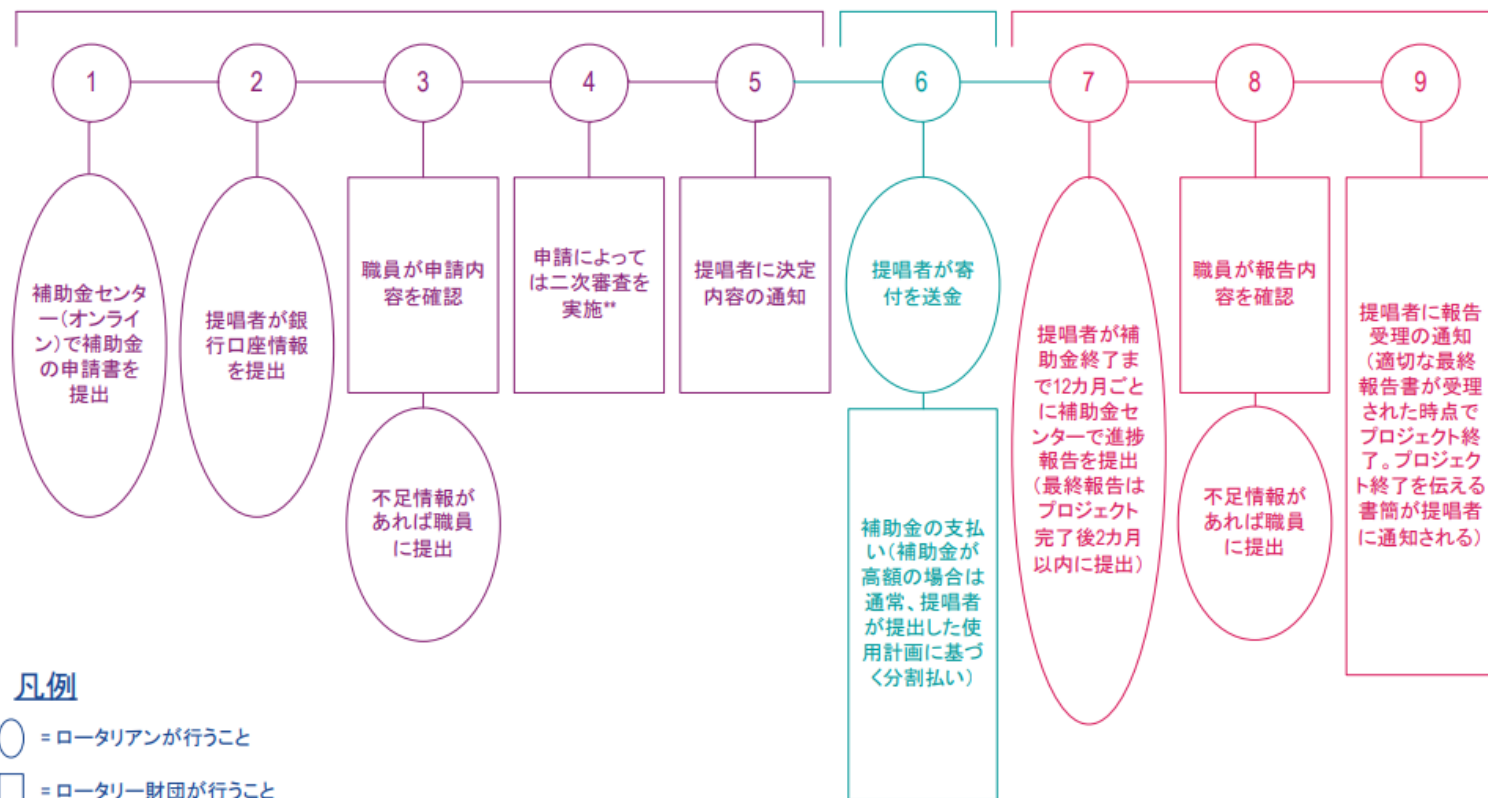 1
2
3
4
5
6
7
8
9
補助金センタ
ー(オンライ
ン)で補助金
の申請書を
提出
提唱者が銀
行口座情報
を提出
職員が申請内
容を確認
不足情報が
あれば職員
に提出
申請によって
は二次審査を
実施**
提唱者に決定
内容の通知
提唱者が寄
付を送金
補助金の支払
い(補助金が
高額の場合は
通常、提唱者
が提出した使
用計画に基づ
く分割払い)
提唱者が補
助金終了ま
で12カ月ごと
に補助金セ
ンターで進捗
報告を提出
(最終報告は
プロジェクト
完了後2カ月
以内に提出)
職員が報告内
容を確認
不足情報が
あれば職員
に提出
提唱者に報告
受理の通知
(適切な最終
報告書が受理
された時点で
プロジェクト終
了。プロジェク
ト終了を伝える
書簡が提唱者
に通知される)
凡例
=ロータリアンが行うこと
=ロータリー財団が行うこと